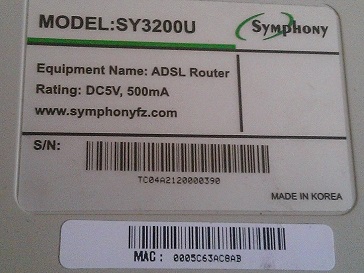 MODEL:SY3200U
Symphony
Equipment Name: ADSL Router
Rating: DC5V, 500mA
www.symphonyfz.com
S/N:
TC04A2120000390
MADE IN KOREA
MAC : 0005C63AC8AB